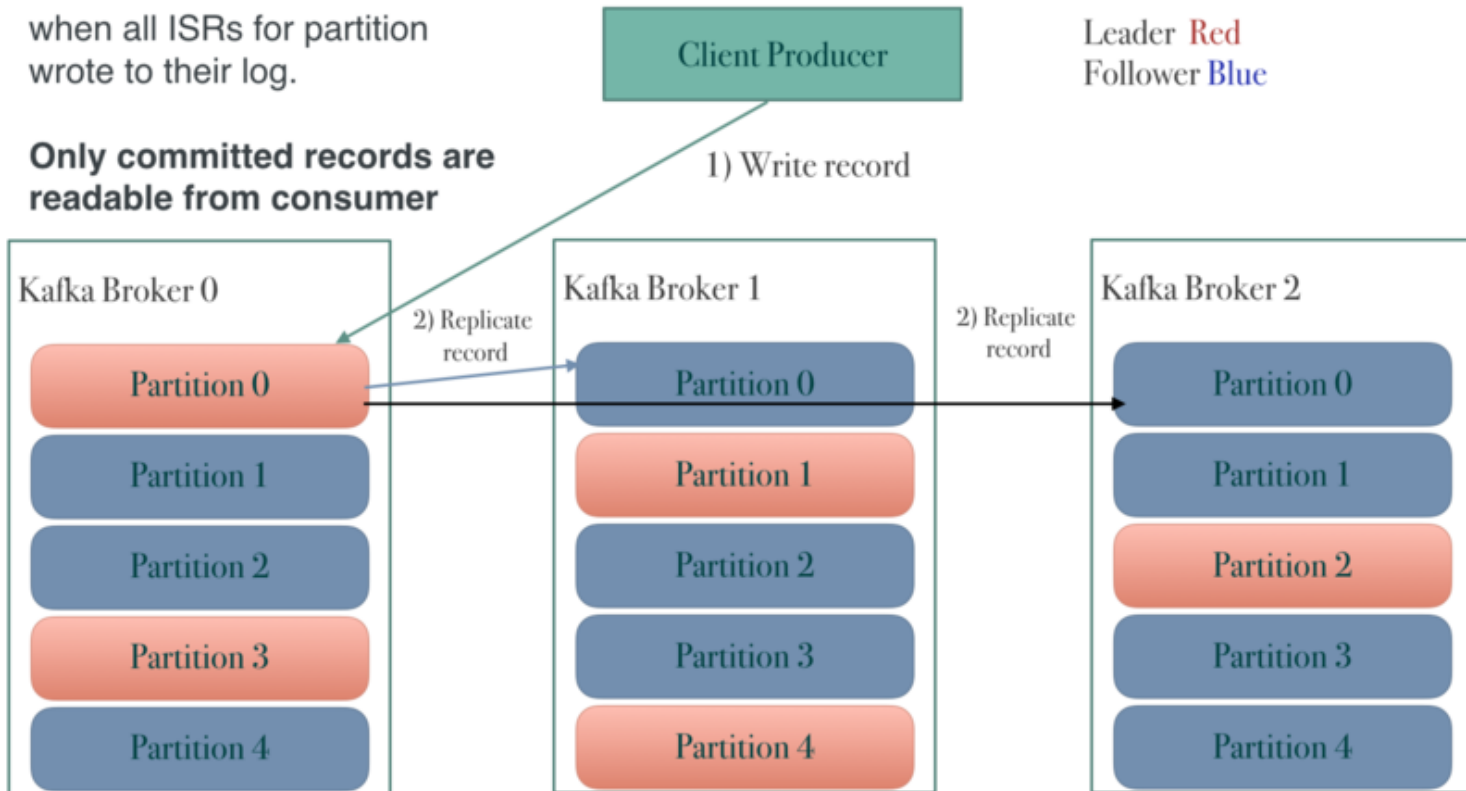 when all ISRs for partition
wrote to their log.
Only committed records are
readable from consumer
Client Producer
Leader Red
Follower Blue
1) Write record
Kafka Broker 0
2) Replicate
record
Kafka Broker 1
2) Replicate
record
Kafka Broker 2
Partition 0
Partition 1
Partition 2
Partition 3
Partition 4
Partition 0
Partition 1
Partition 2
Partition 3
Partition 4
Partition 0
Partition 1
Partition 2
Partition 3
Partition 4